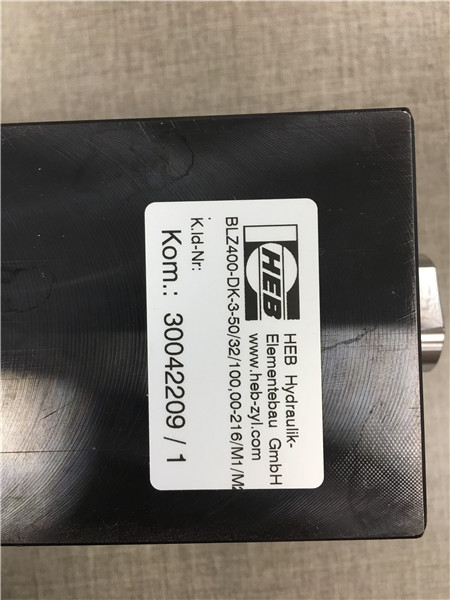 HEB
HEB Hydraulik-
Elementebau GmbH
www.heb-zyl.com
BLZ400-DK-3-50/32/100,00-216/M1/M2
K.Id-Nr:
Kom.: 30042209 / 1